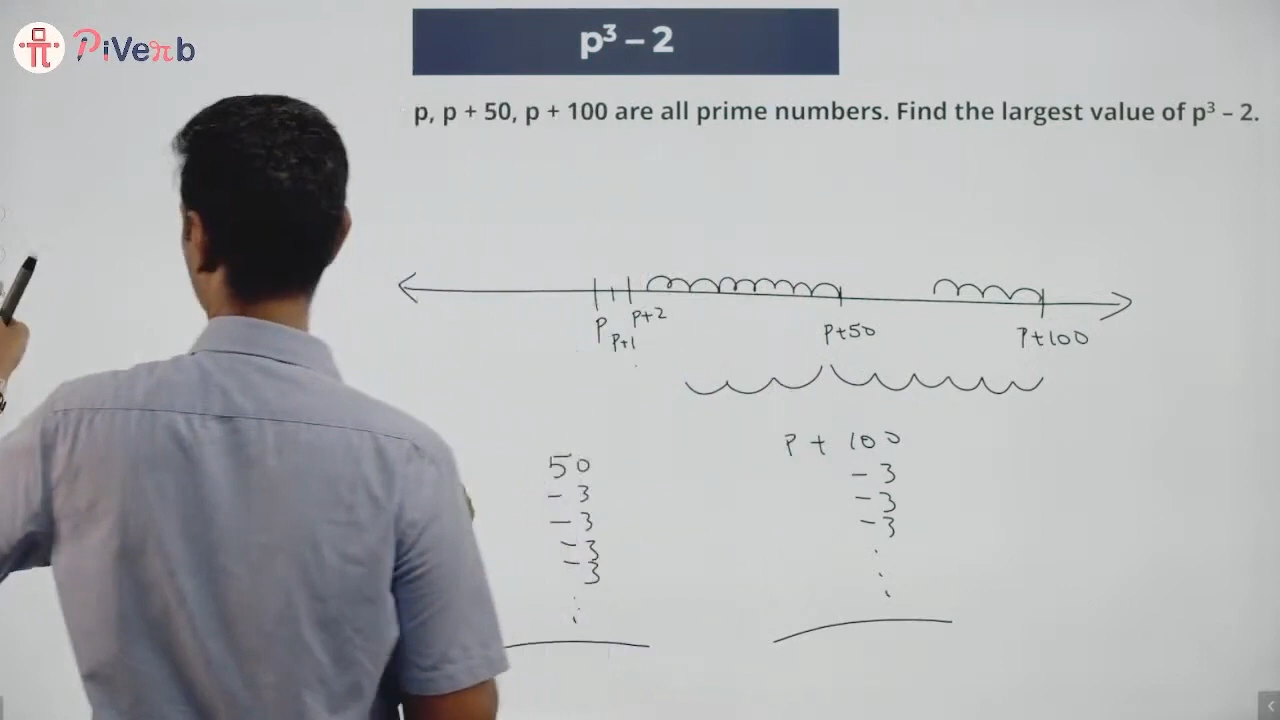 PiVerb
p³ – 2
p, p + 50, p + 100 are all prime numbers. Find the largest value of p³ – 2.
p p+1 p+2 p+50 p+100
50
- 3
- 3
- 3
- 3
⋮
p + 100
- 3
- 3
- 3
⋮